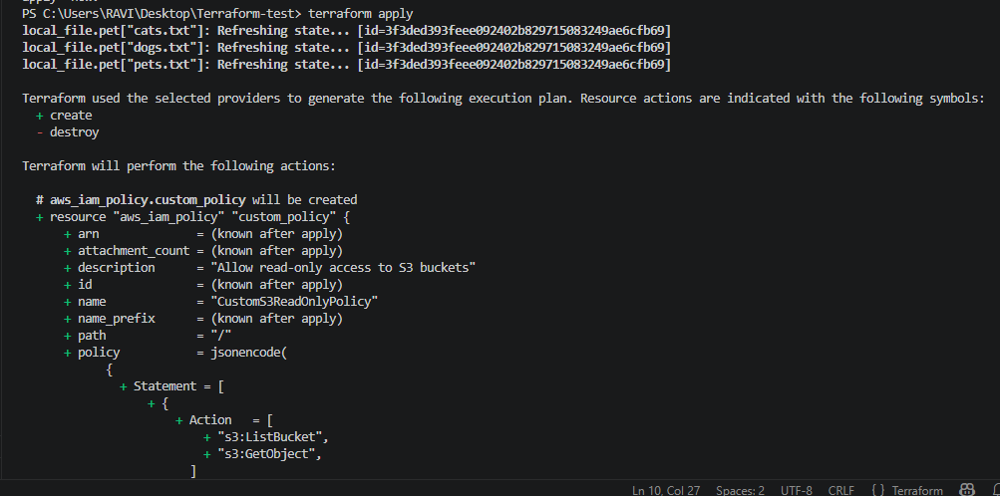 PS C:\Users\RAVI\Desktop\Terraform-test> terraform apply
local_file.pet["cats.txt"]: Refreshing state... [id=3f3ded393feee092402b829715083249ae6cfb69]
local_file.pet["dogs.txt"]: Refreshing state... [id=3f3ded393feee092402b829715083249ae6cfb69]
local_file.pet["pets.txt"]: Refreshing state... [id=3f3ded393feee092402b829715083249ae6cfb69]
Terraform used the selected providers to generate the following execution plan. Resource actions are indicated with the following symbols:
+ create
- destroy
Terraform will perform the following actions:
# aws_iam_policy.custom_policy will be created
+ resource "aws_iam_policy" "custom_policy" {
+ arn = (known after apply)
+ attachment_count = (known after apply)
+ description = "Allow read-only access to S3 buckets"
+ id = (known after apply)
+ name = "CustomS3ReadOnlyPolicy"
+ name_prefix = (known after apply)
+ path = "/"
+ policy = jsonencode(
{
+ Statement = [
+ {
+ Action = [
+ "s3:ListBucket",
+ "s3:GetObject",
]
Ln 10, Col 27 Spaces: 2 UTF-8 CRLF {} Terraform